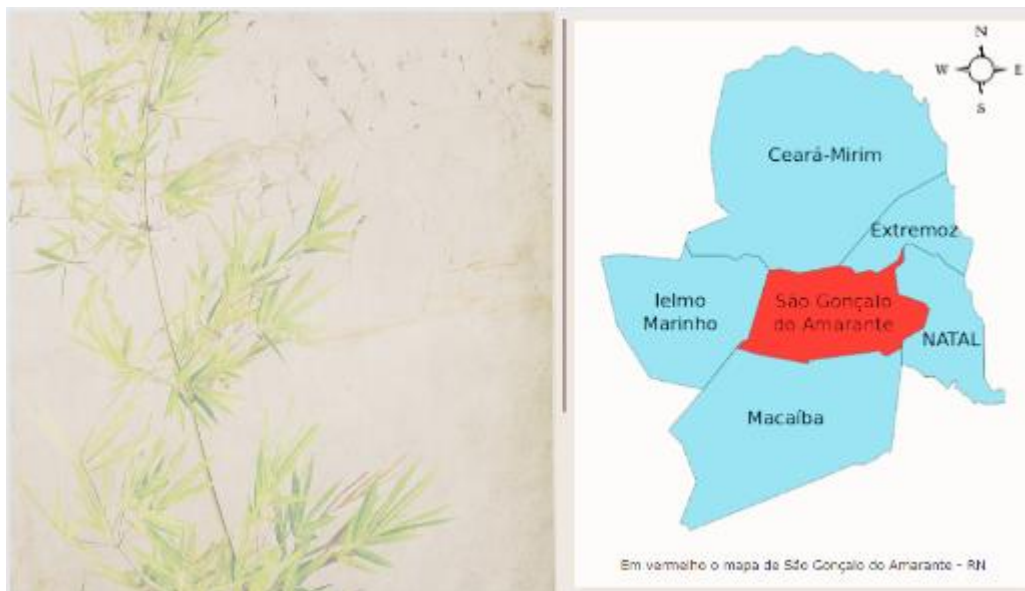 N
W E
S
Ceará-Mirim
Extremoz
Ielmo
Marinho
São Gonçalo
do Amarante
NATAL
Macaíba
Em vermelho o mapa de São Gonçalo do Amarante - RN